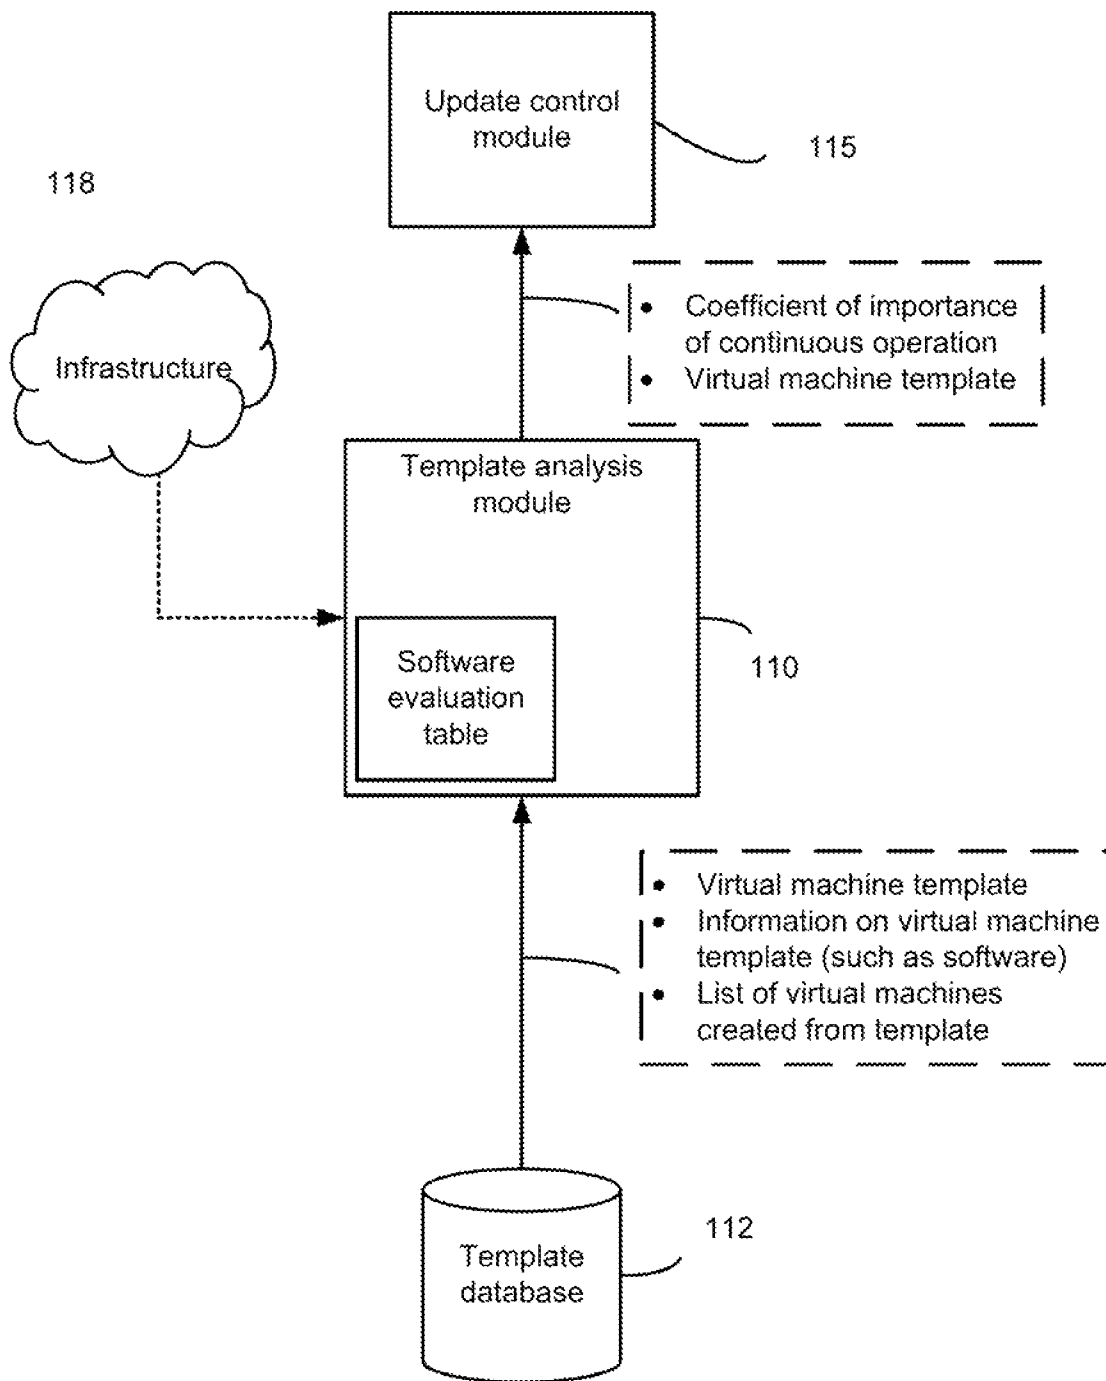 Update control
module
115
118
• Coefficient of importance
of continuous operation
• Virtual machine template
Infrastructure
Template analysis
module
Software
evaluation
table
110
• Virtual machine template
• Information on virtual machine
template (such as software)
• List of virtual machines
created from template
112
Template
database